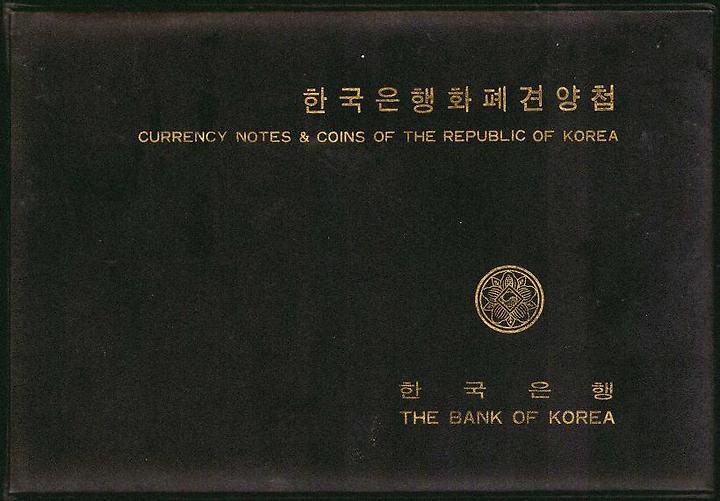 한국은행화폐견양첩
CURRENCY NOTES & COINS OF THE REPUBLIC OF KOREA
한국은행
THE BANK OF KOREA